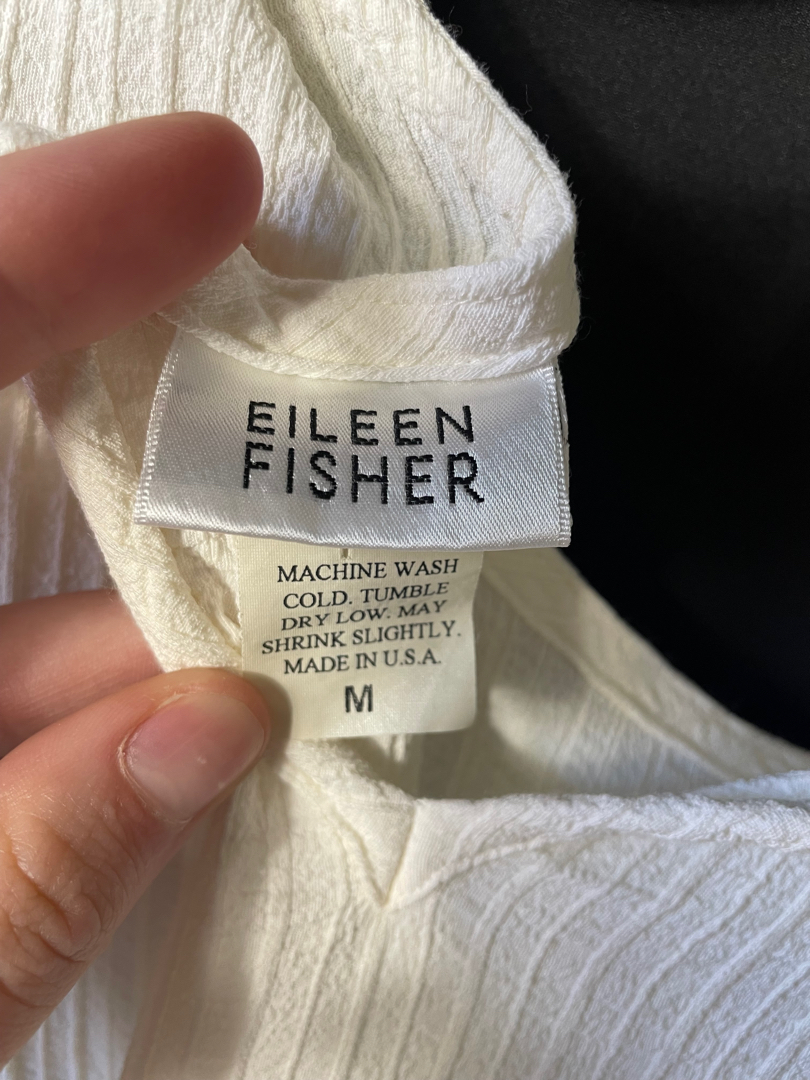 EILEEN
FISHER
MACHINE WASH
COLD. TUMBLE
DRY LOW. MAY
SHRINK SLIGHTLY.
MADE IN U.S.A.
M